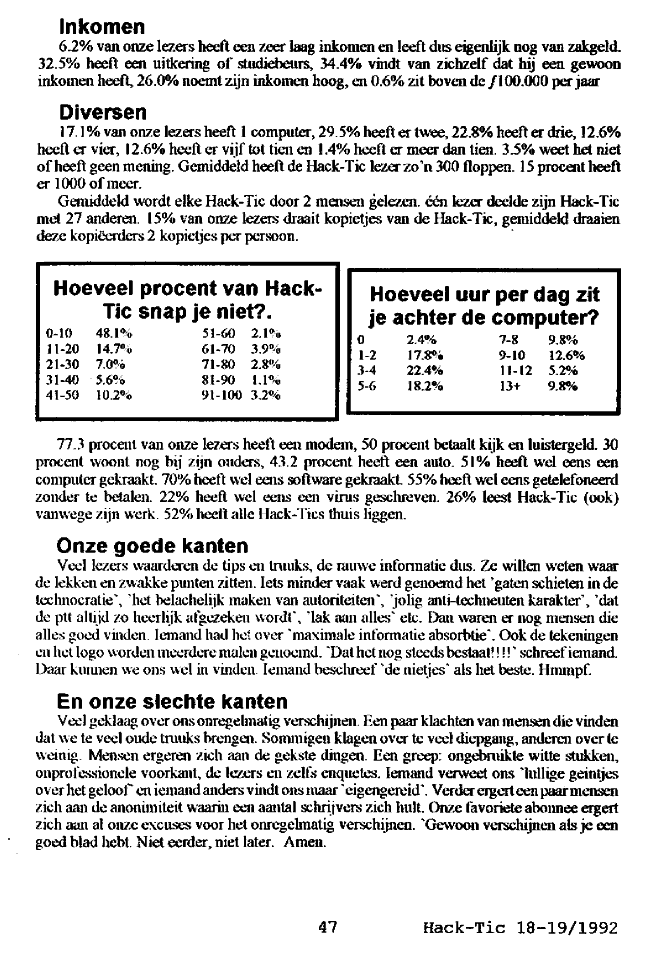 Inkomen
6.2% van onze lezers heeft een zeer laag inkomen en leeft dus eigenlijk nog van zakgeld.
32.5% heeft een uitkering of studiebeurs, 34.4% vindt van zichzelf dat hij een gewoon
inkomen heeft, 26.0% noemt zijn inkomen hoog, en 0.6% zit boven de ƒ100.000 per jaar
Diversen
17.1% van onze lezers heeft 1 computer, 29.5% heeft er twee, 22.8% heeft er drie, 12.6%
heeft er vier, 12.6% heeft er vijf tot tien en 1.4% heeft er meer dan tien. 3.5% weet het niet
of heeft geen mening. Gemiddeld heeft de Hack-Tic lezer zo'n 300 floppen. 15 procent heeft
er 1000 of meer.
Gemiddeld wordt elke Hack-Tic door 2 mensen gelezen. één lezer deelde zijn Hack-Tic
met 27 anderen. 15% van onze lezers draait kopietjes van de Hack-Tic, gemiddeld draaien
deze kopiëerders 2 kopietjes per persoon.
Hoeveel procent van Hack-
Tic snap je niet?.
0-10 48.1% 51-60 2.1%
11-20 14.7% 61-70 3.9%
21-30 7.0% 71-80 2.8%
31-40 5.6% 81-90 1.1%
41-50 10.2% 91-100 3.2%
Hoeveel uur per dag zit
je achter de computer?
0 2.4% 7-8 9.8%
1-2 17.8% 9-10 12.6%
3-4 22.4% 11-12 5.2%
5-6 18.2% 13+ 9.8%
77.3 procent van onze lezers heeft een modem, 50 procent betaalt kijk en luistergeld. 30
procent woont nog bij zijn ouders, 43.2 procent heeft een auto. 51% heeft wel eens een
computer gekraakt. 70% heeft wel eens software gekraakt. 55% heeft wel eens getelefoneerd
zonder te betalen. 22% heeft wel eens een virus geschreven. 26% leest Hack-Tic (ook)
vanwege zijn werk. 52% heeft alle Hack-Tics thuis liggen.
Onze goede kanten
Veel lezers waarderen de tips en truuks, de rauwe informatie dus. Ze willen weten waar
de lekken en zwakke punten zitten. Iets minder vaak werd genoemd het 'gaten schieten in de
technocratie', 'het belachelijk maken van autoriteiten', 'jolig anti-techneuten karakter', 'dat
de ptt altijd zo heerlijk afgezeken wordt', 'lak aan alles' etc. Dan waren er nog mensen die
alles goed vinden. Iemand had het over 'maximale informatie absorbtie'. Ook de tekeningen
en het logo worden meerdere malen genoemd. 'Dat het nog steeds bestaat!!!!' schreef iemand.
Daar kunnen we ons wel in vinden. Iemand beschreef 'de nietjes' als het beste. Hmmpf.
En onze slechte kanten
Veel geklaag over ons onregelmatig verschijnen. Een paar klachten van mensen die vinden
dat we te veel oude truuks brengen. Sommigen klagen over te veel diepgang, anderen over te
weinig. Mensen ergeren zich aan de gekste dingen. Een greep: ongebruikte witte stukken,
onprofessionele voorkant, de lezers en zelfs enquetes. Iemand verweet ons 'lullige geintjes
over het geloof' en iemand anders vindt ons maar 'eigengereid'. Verder ergert een paar mensen
zich aan de anonimiteit waarin een aantal schrijvers zich hult. Onze favoriete abonnee ergert
zich aan al onze excuses voor het onregelmatig verschijnen. 'Gewoon verschijnen als je een
goed blad hebt. Niet eerder, niet later. Amen.
47 Hack-Tic 18-19/1992